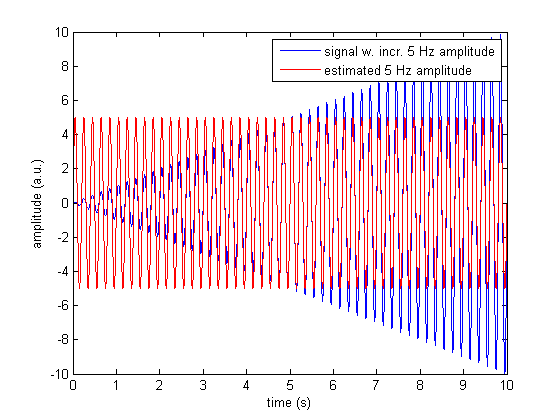 10
8
6
4
2
0
-2
-4
-6
-8
-10
amplitude (a.u.)
signal w. incr. 5 Hz amplitude
estimated 5 Hz amplitude
0 1 2 3 4 5 6 7 8 9 10
time (s)